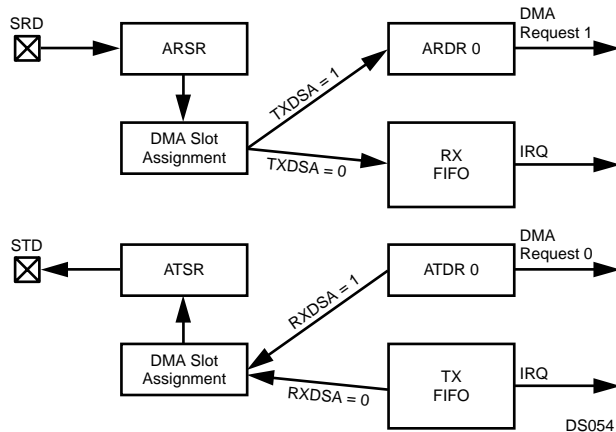 SRD
ARSR
TXDSA = 1
ARDR 0
DMA
Request 1
DMA Slot
Assignment
TXDSA = 0
RX
FIFO
IRQ
STD
ATSR
RXDSA = 1
ATDR 0
DMA
Request 0
DMA Slot
Assignment
RXDSA = 0
TX
FIFO
IRQ
DS054